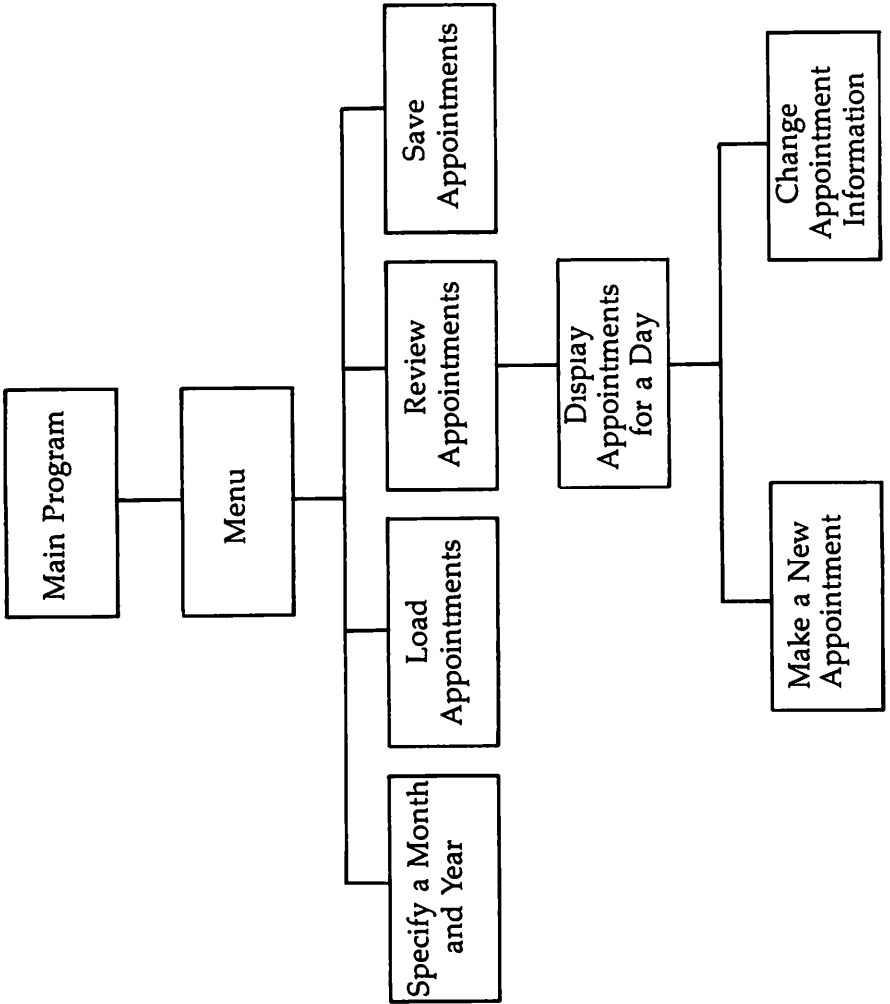 Main Program
Menu
Specify a Month
and Year
Load
Appointments
Review
Appointments
Save
Appointments
Display
Appointments
for a Day
Make a New
Appointment
Change
Appointment
Information